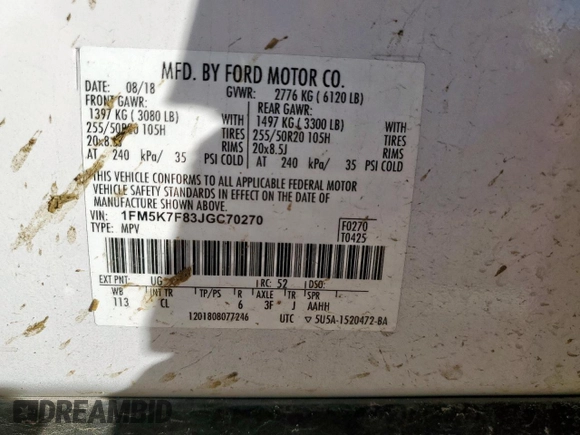 MFD. BY FORD MOTOR CO.
DATE: 08/18 GVWR: 2776 KG ( 6120 LB)
FRONT GAWR: REAR GAWR:
1397 KG ( 3080 LB) WITH 1497 KG ( 3300 LB) WITH
255/50R20 105H TIRES 255/50R20 105H TIRES
20x8.5J RIMS 20x8.5J RIMS
AT 240 kPa/ 35 PSI COLD AT 240 kPa/ 35 PSI COLD
THIS VEHICLE CONFORMS TO ALL APPLICABLE FEDERAL MOTOR
VEHICLE SAFETY STANDARDS IN EFFECT ON THE DATE OF
MANUFACTURE SHOWN ABOVE.
VIN: 1FM5K7F83JGC70270 F0270
TYPE: MPV T0425
EXT PNT: UG RC: 52 DSO:
WB INT TR TP/PS R AXLE TR SPR
113 CL 6 3F J AAHH
1201808077246 UTC ▽ 5U5A-1520472-BA
DREAMBID